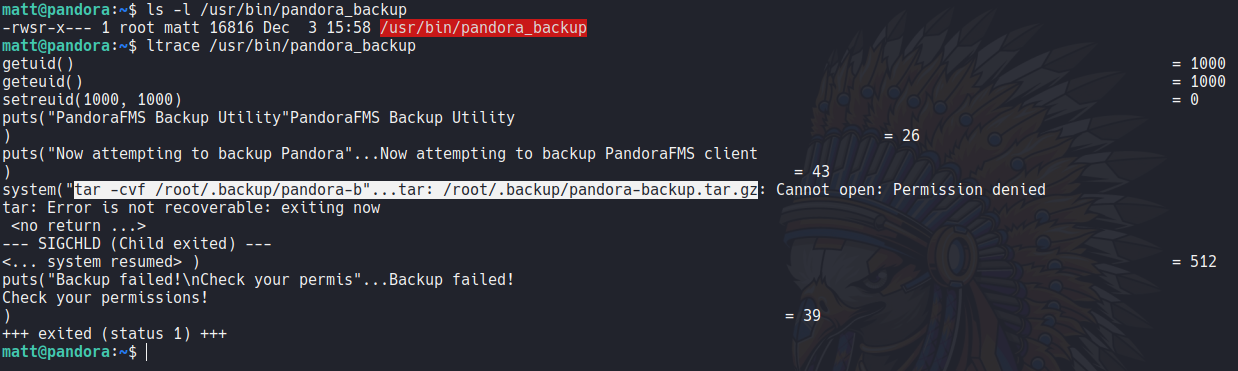 matt@pandora:~$ ls -l /usr/bin/pandora_backup
-rwsr-x--- 1 root matt 16816 Dec  3 15:58 /usr/bin/pandora_backup
matt@pandora:~$ ltrace /usr/bin/pandora_backup
getuid() = 1000
geteuid() = 1000
setreuid(1000, 1000) = 0
puts("PandoraFMS Backup Utility"PandoraFMS Backup Utility
) = 26
puts("Now attempting to backup Pandora"...Now attempting to backup PandoraFMS client
) = 43
system("tar -cvf /root/.backup/pandora-b"...tar: /root/.backup/pandora-backup.tar.gz: Cannot open: Permission denied
tar: Error is not recoverable: exiting now
 <no return ...>
--- SIGCHLD (Child exited) ---
<... system resumed> ) = 512
puts("Backup failed!\nCheck your permis"...Backup failed!
Check your permissions!
) = 39
+++ exited (status 1) +++
matt@pandora:~$